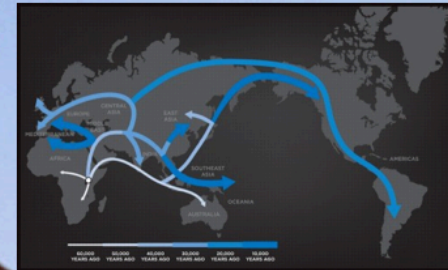 CENTRAL
ASIA
EUROPE
MEDITERRANEAN
EAST
ASIA
AFRICA
SOUTHEAST
ASIA
AMERICAS
OCEANIA
AUSTRALIA
60,000 YEARS AGO
50,000 YEARS AGO
40,000 YEARS AGO
30,000 YEARS AGO
20,000 YEARS AGO
10,000 YEARS AGO